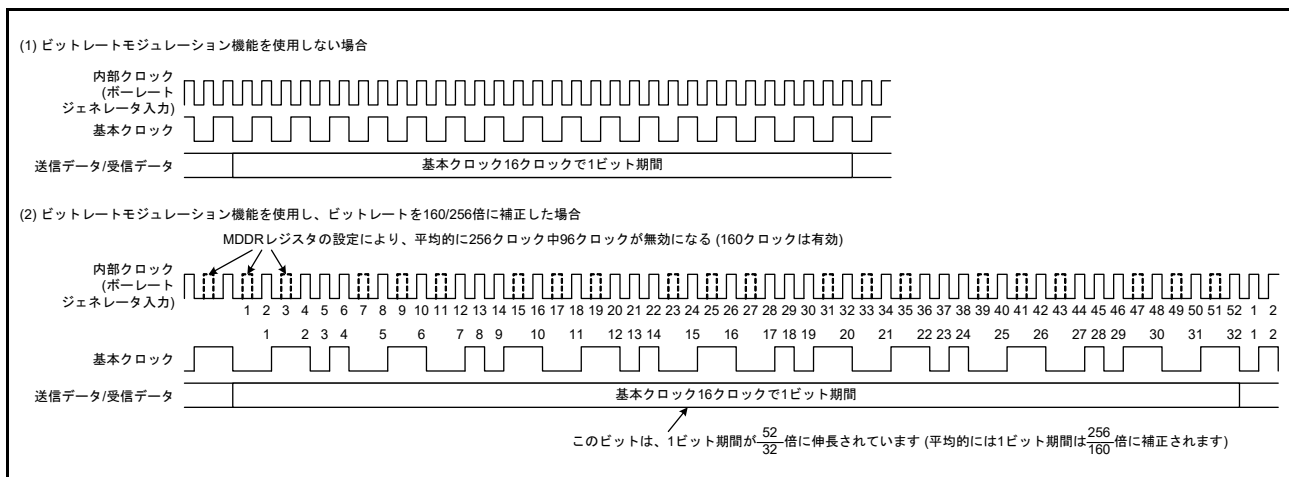 (1) ビットレートモジュレーション機能を使用しない場合
内部クロック
(ボーレート
ジェネレータ入力)
基本クロック
送信データ/受信データ
基本クロック16クロックで1ビット期間
(2) ビットレートモジュレーション機能を使用し、ビットレートを160/256倍に補正した場合
MDDRレジスタの設定により、平均的に256クロック中96クロックが無効になる (160クロックは有効)
内部クロック
(ボーレート
ジェネレータ入力)
1 2 3 4 5 6 7 8 9 10 11 12 13 14 15 16 17 18 19 20 21 22 23 24 25 26 27 28 29 30 31 32 33 34 35 36 37 38 39 40 41 42 43 44 45 46 47 48 49 50 51 52 1 2
1 2 3 4 5 6 7 8 9 10 11 12 13 14 15 16 17 18 19 20 21 22 23 24 25 26 27 28 29 30 31 32 1 2
基本クロック
送信データ/受信データ
基本クロック16クロックで1ビット期間
このビットは、1ビット期間が52/32倍に伸長されています (平均的には1ビット期間は256/160倍に補正されます)